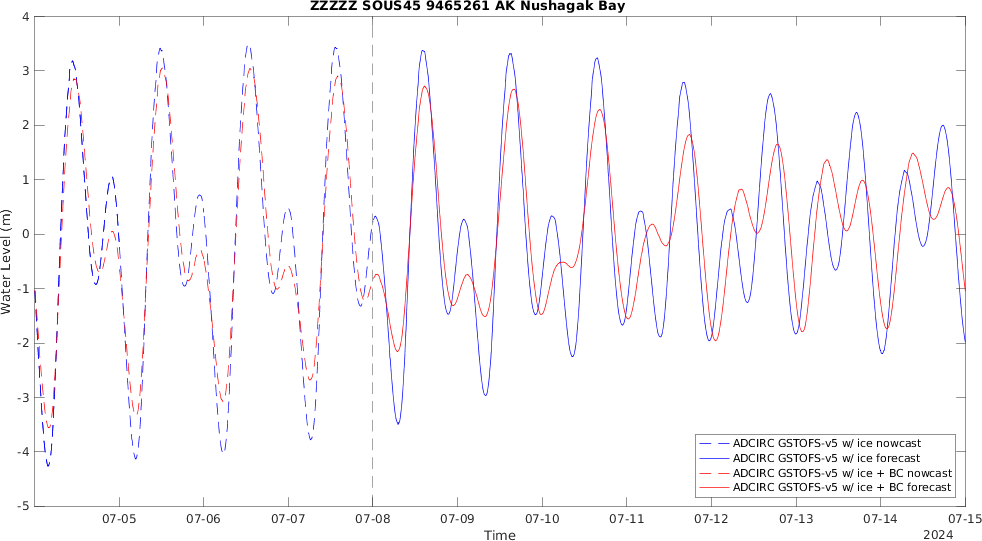 ZZZZZ SOUS45 9465261 AK Nushagak Bay
4
3
2
1
0
-1
-2
-3
-4
-5
Water Level (m)
ADCIRC GSTOFS-v5 w/ ice nowcast
ADCIRC GSTOFS-v5 w/ ice forecast
ADCIRC GSTOFS-v5 w/ ice + BC nowcast
ADCIRC GSTOFS-v5 w/ ice + BC forecast
07-05 07-06 07-07 07-08 07-09 07-10 07-11 07-12 07-13 07-14 07-15
Time
2024